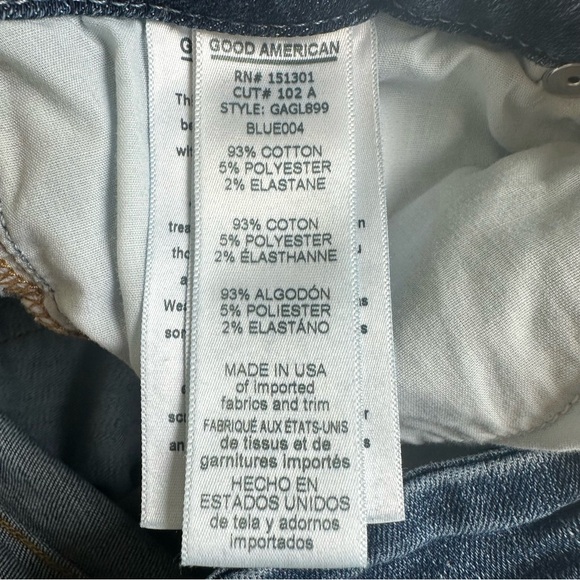 GOOD AMERICAN
RN# 151301
CUT# 102 A
STYLE: GAGL899
BLUE004
93% COTTON
5% POLYESTER
2% ELASTANE
93% COTON
5% POLYESTER
2% ÉLASTHANNE
93% ALGODÓN
5% POLIESTER
2% ELASTÁNO
MADE IN USA
of imported
fabrics and trim
FABRIQUÉ AUX ÉTATS-UNIS
de tissus et de
garnitures importés
HECHO EN
ESTADOS UNIDOS
de tela y adornos
importados